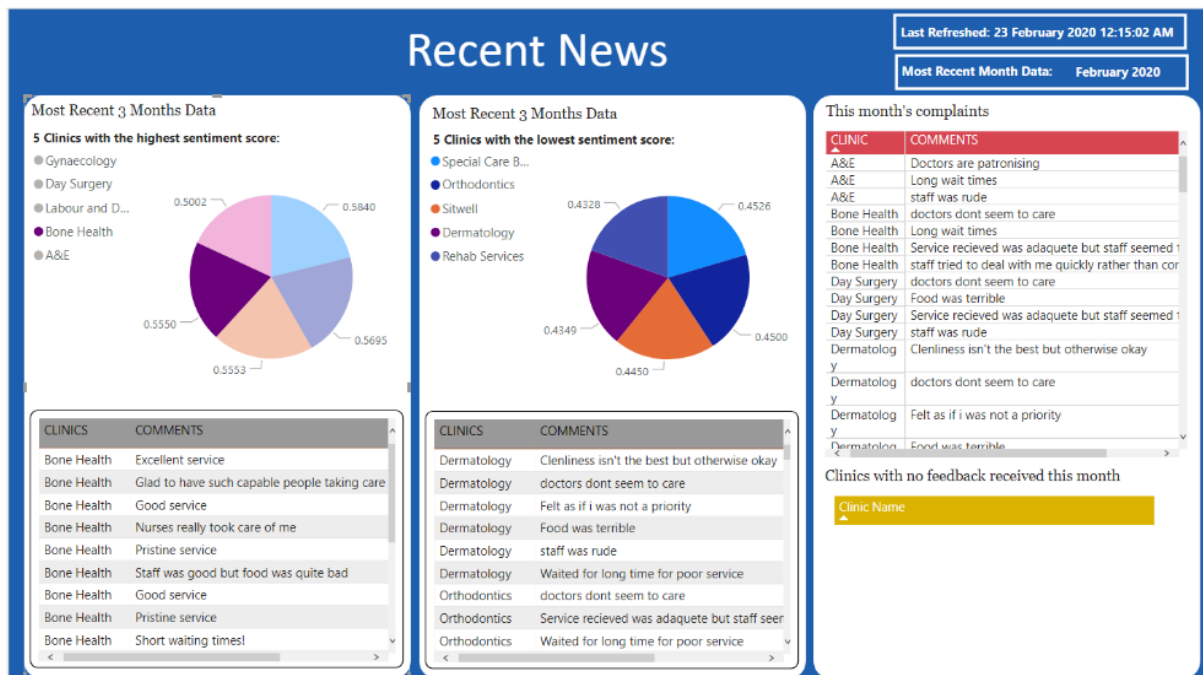 Recent News
Last Refreshed: 23 February 2020 12:15:02 AM
Most Recent Month Data: February 2020
Most Recent 3 Months Data
5 Clinics with the highest sentiment score:
Gynaecology
Day Surgery
Labour and D...
Bone Health
A&E
0.5002
0.5840
0.5550
0.5695
0.5553
CLINICS COMMENTS
Bone Health Excellent service
Bone Health Glad to have such capable people taking care
Bone Health Good service
Bone Health Nurses really took care of me
Bone Health Pristine service
Bone Health Staff was good but food was quite bad
Bone Health Good service
Bone Health Pristine service
Bone Health Short waiting times!
Most Recent 3 Months Data
5 Clinics with the lowest sentiment score:
Special Care B...
Orthodontics
Sitwell
Dermatology
Rehab Services
0.4328
0.4526
0.4349
0.4500
0.4450
CLINICS COMMENTS
Dermatology Clenliness isn't the best but otherwise okay
Dermatology doctors dont seem to care
Dermatology Felt as if i was not a priority
Dermatology Food was terrible
Dermatology staff was rude
Dermatology Waited for long time for poor service
Orthodontics doctors dont seem to care
Orthodontics Service recieved was adaquete but staff seer
Orthodontics Waited for long time for poor service
This month's complaints
CLINIC COMMENTS
A&E Doctors are patronising
A&E Long wait times
A&E staff was rude
Bone Health doctors dont seem to care
Bone Health Long wait times
Bone Health Service recieved was adaquete but staff seemed
Bone Health staff tried to deal with me quickly rather than cor
Day Surgery doctors dont seem to care
Day Surgery Food was terrible
Day Surgery Service recieved was adaquete but staff seemed
Day Surgery staff was rude
Dermatolog Clenliness isn't the best but otherwise okay
y
Dermatolog doctors dont seem to care
y
Dermatolog Felt as if i was not a priority
y
Dermatolog Food was terrible
Clinics with no feedback received this month
Clinic Name